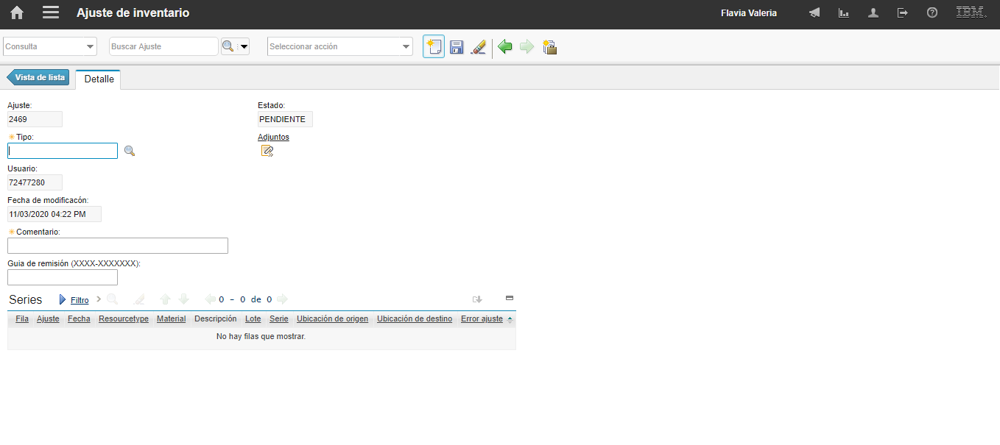 Ajuste de inventario Flavia Valeria IBM.
Consulta Buscar Ajuste Seleccionar acción
Vista de lista Detalle
Ajuste: Estado:
2469 PENDIENTE
Tipo: Adjuntos
Usuario:
72477280
Fecha de modificacón:
11/03/2020 04:22 PM
Comentario:
Guia de remisión (XXXX-XXXXXXX):
Series Filtro 0 - 0 de 0
Fila Ajuste Fecha Resourcetype Material Descripción Lote Serie Ubicación de origen Ubicación de destino Error ajuste
No hay filas que mostrar.